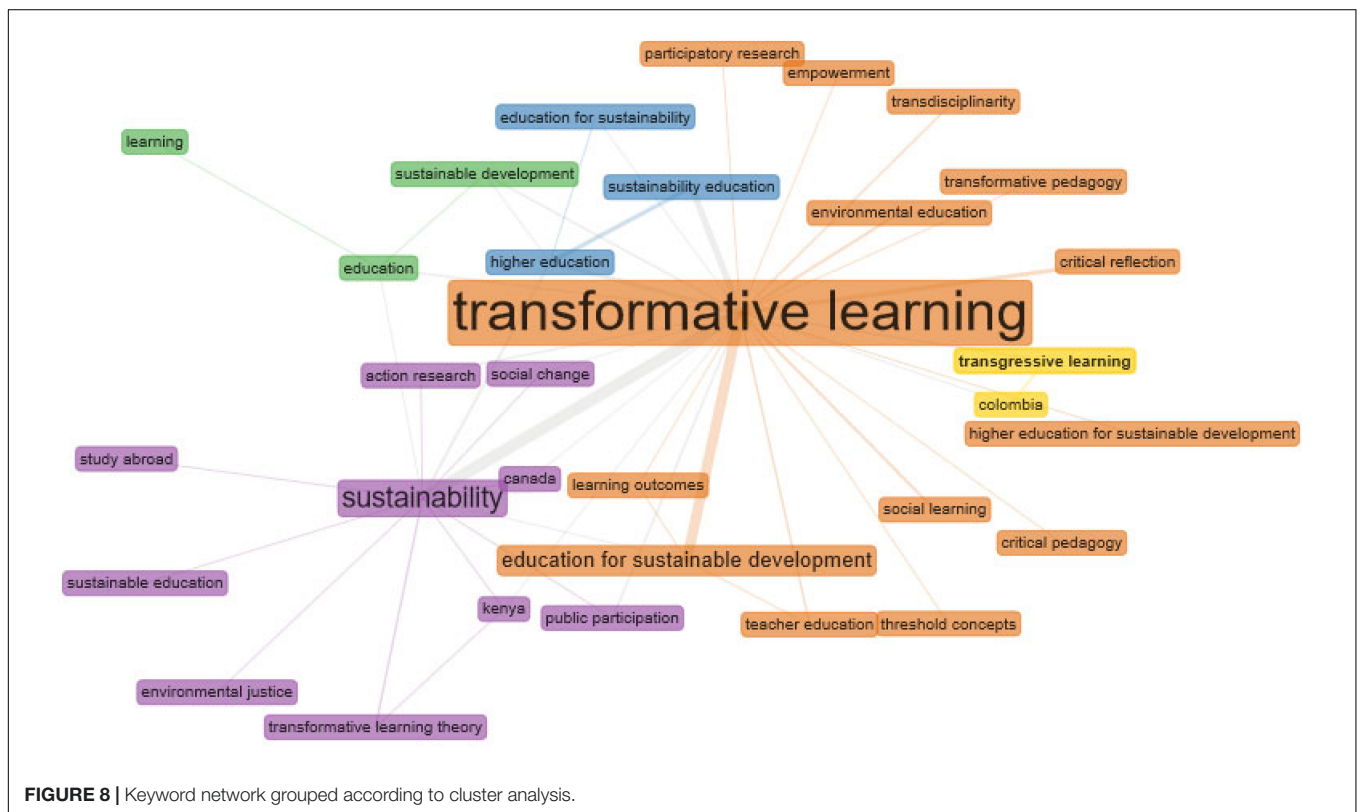 participatory research
empowerment
transdisciplinarity
education for sustainability
learning
sustainable development
sustainability education
transformative pedagogy
environmental education
education
higher education
critical reflection
transformative learning
transgressive learning
action research
social change
colombia
higher education for sustainable development
study abroad
sustainability
canada
learning outcomes
social learning
critical pedagogy
education for sustainable development
sustainable education
kenya
public participation
teacher education
threshold concepts
environmental justice
transformative learning theory
FIGURE 8 | Keyword network grouped according to cluster analysis.